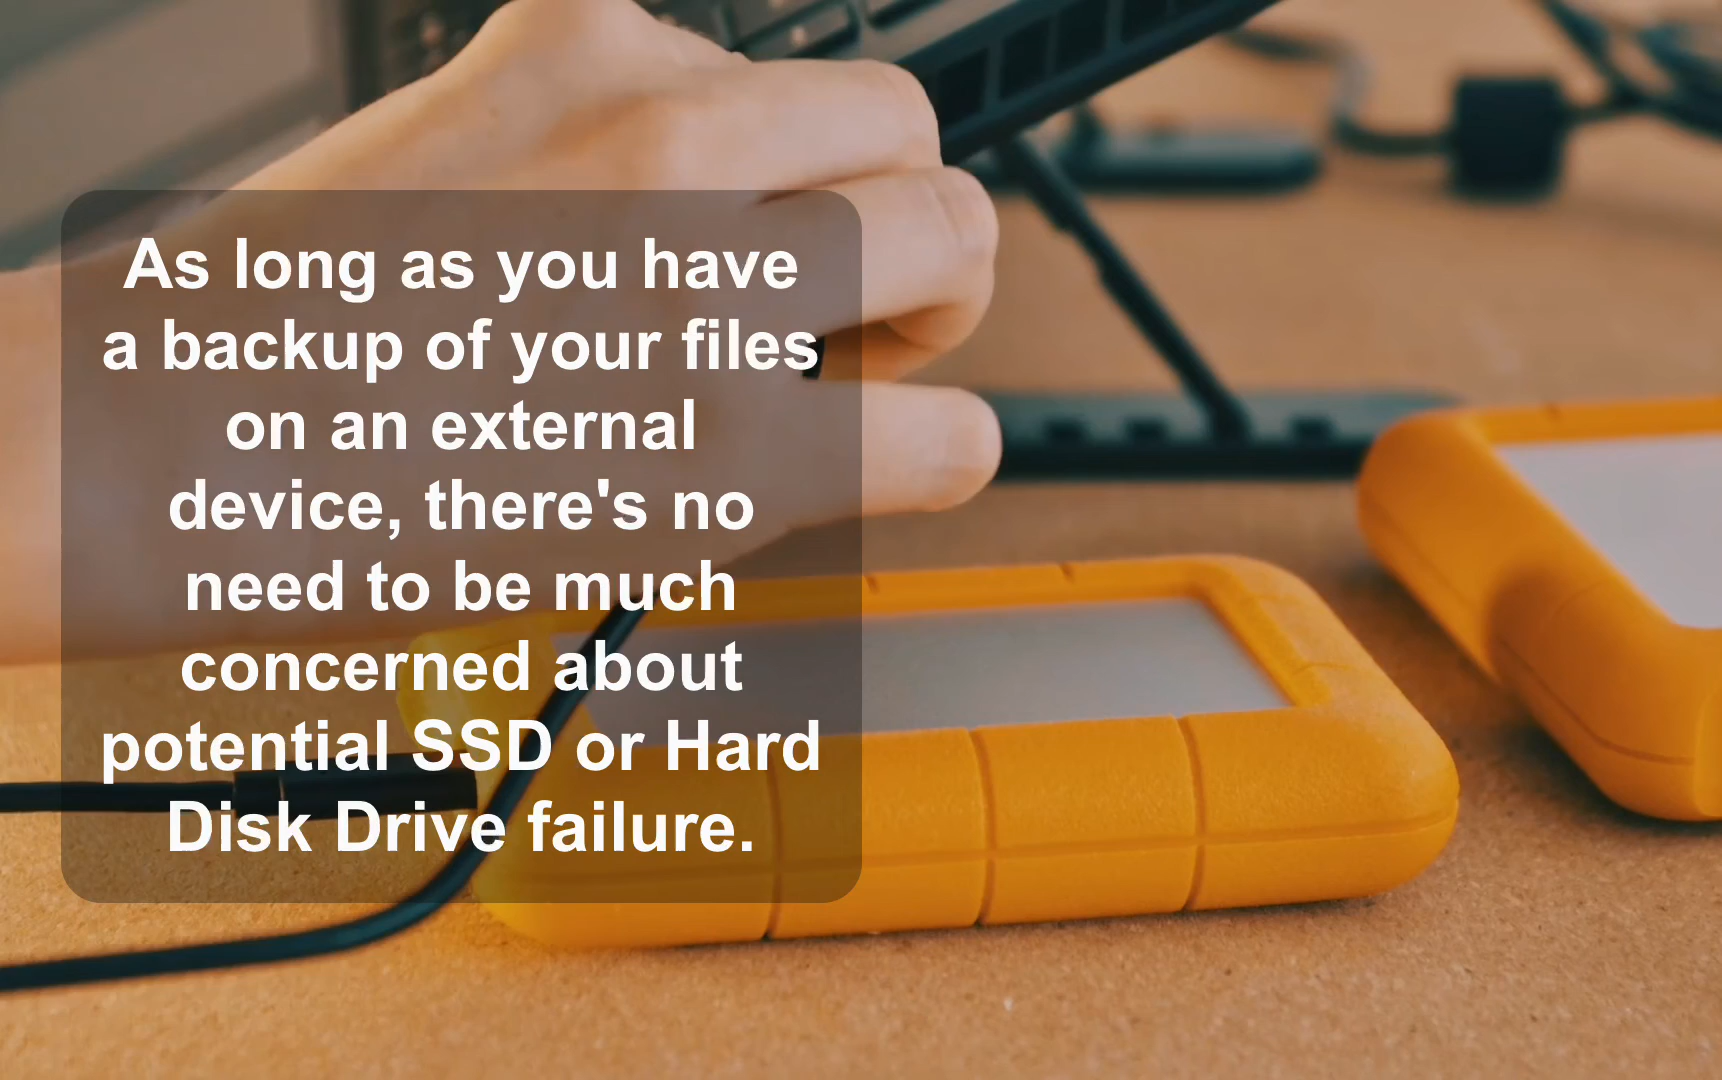 As long as you have
a backup of your files
on an external
device, there's no
need to be much
concerned about
potential SSD or Hard
Disk Drive failure.